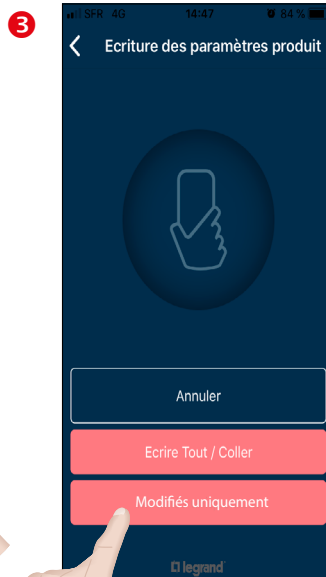 3
SFR 4G 14:47 84 %
Ecriture des paramètres produit
Annuler
Ecrire Tout / Coller
Modifiés uniquement
legrand